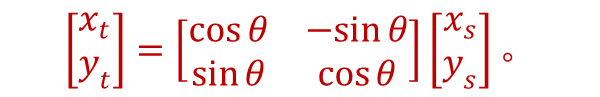 [x_t y_t] = [cos θ −sin θ sin θ cos θ] [x_s y_s] 。